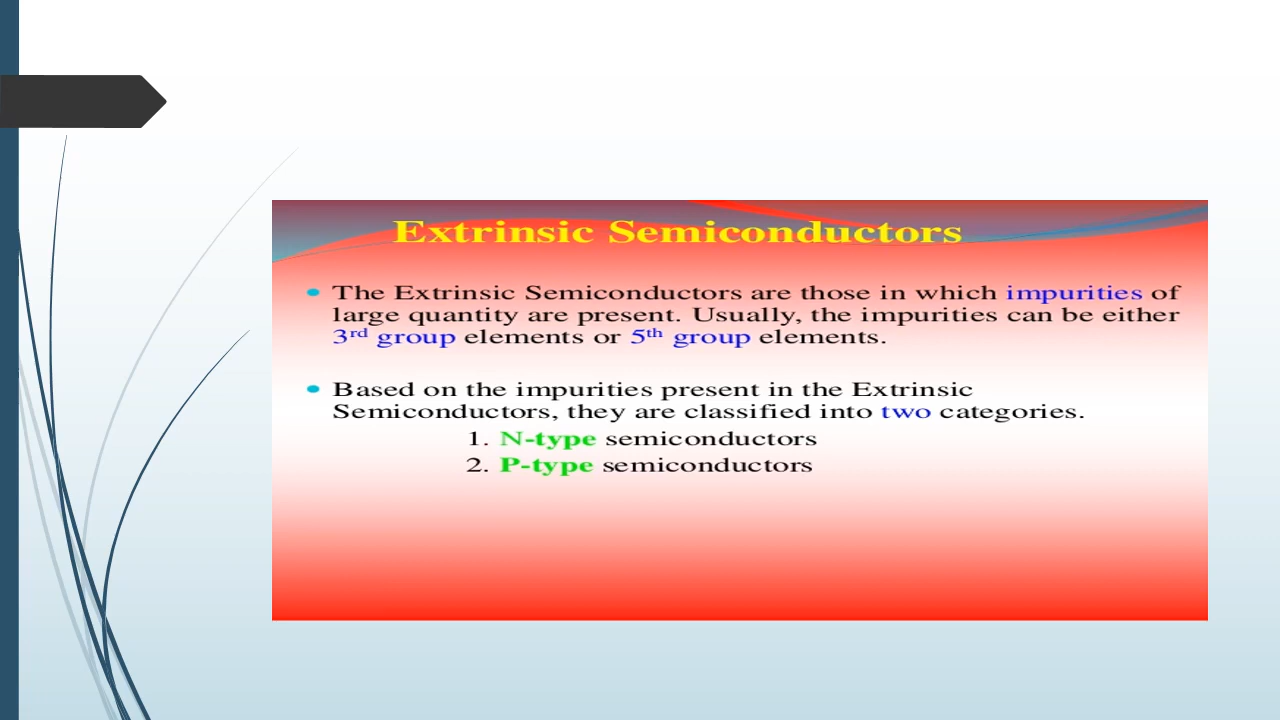 Extrinsic Semiconductors
• The Extrinsic Semiconductors are those in which impurities of
large quantity are present. Usually, the impurities can be either
3rd group elements or 5th group elements.
• Based on the impurities present in the Extrinsic
Semiconductors, they are classified into two categories.
1. N-type semiconductors
2. P-type semiconductors